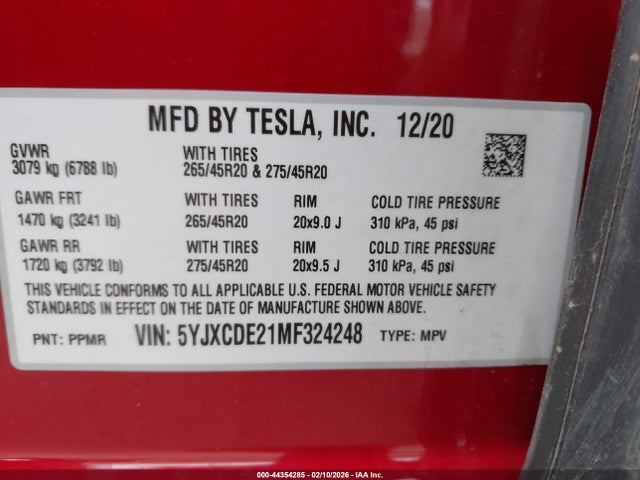 MFD BY TESLA, INC. 12/20
GVWR WITH TIRES
3079 kg (6788 lb) 265/45R20 & 275/45R20
GAWR FRT RIM COLD TIRE PRESSURE
1470 kg (3241 lb) 265/45R20 20x9.0 J 310 kPa, 45 psi
GAWR RR RIM COLD TIRE PRESSURE
1720 kg (3792 lb) 275/45R20 20x9.5 J 310 kPa, 45 psi
THIS VEHICLE CONFORMS TO ALL APPLICABLE U.S. FEDERAL MOTOR VEHICLE SAFETY
STANDARDS IN EFFECT ON THE DATE OF MANUFACTURE SHOWN ABOVE.
PNT: PPMR VIN: 5YJXCDE21MF324248 TYPE: MPV
000-44354285 - 02/10/2026 - IAA Inc.